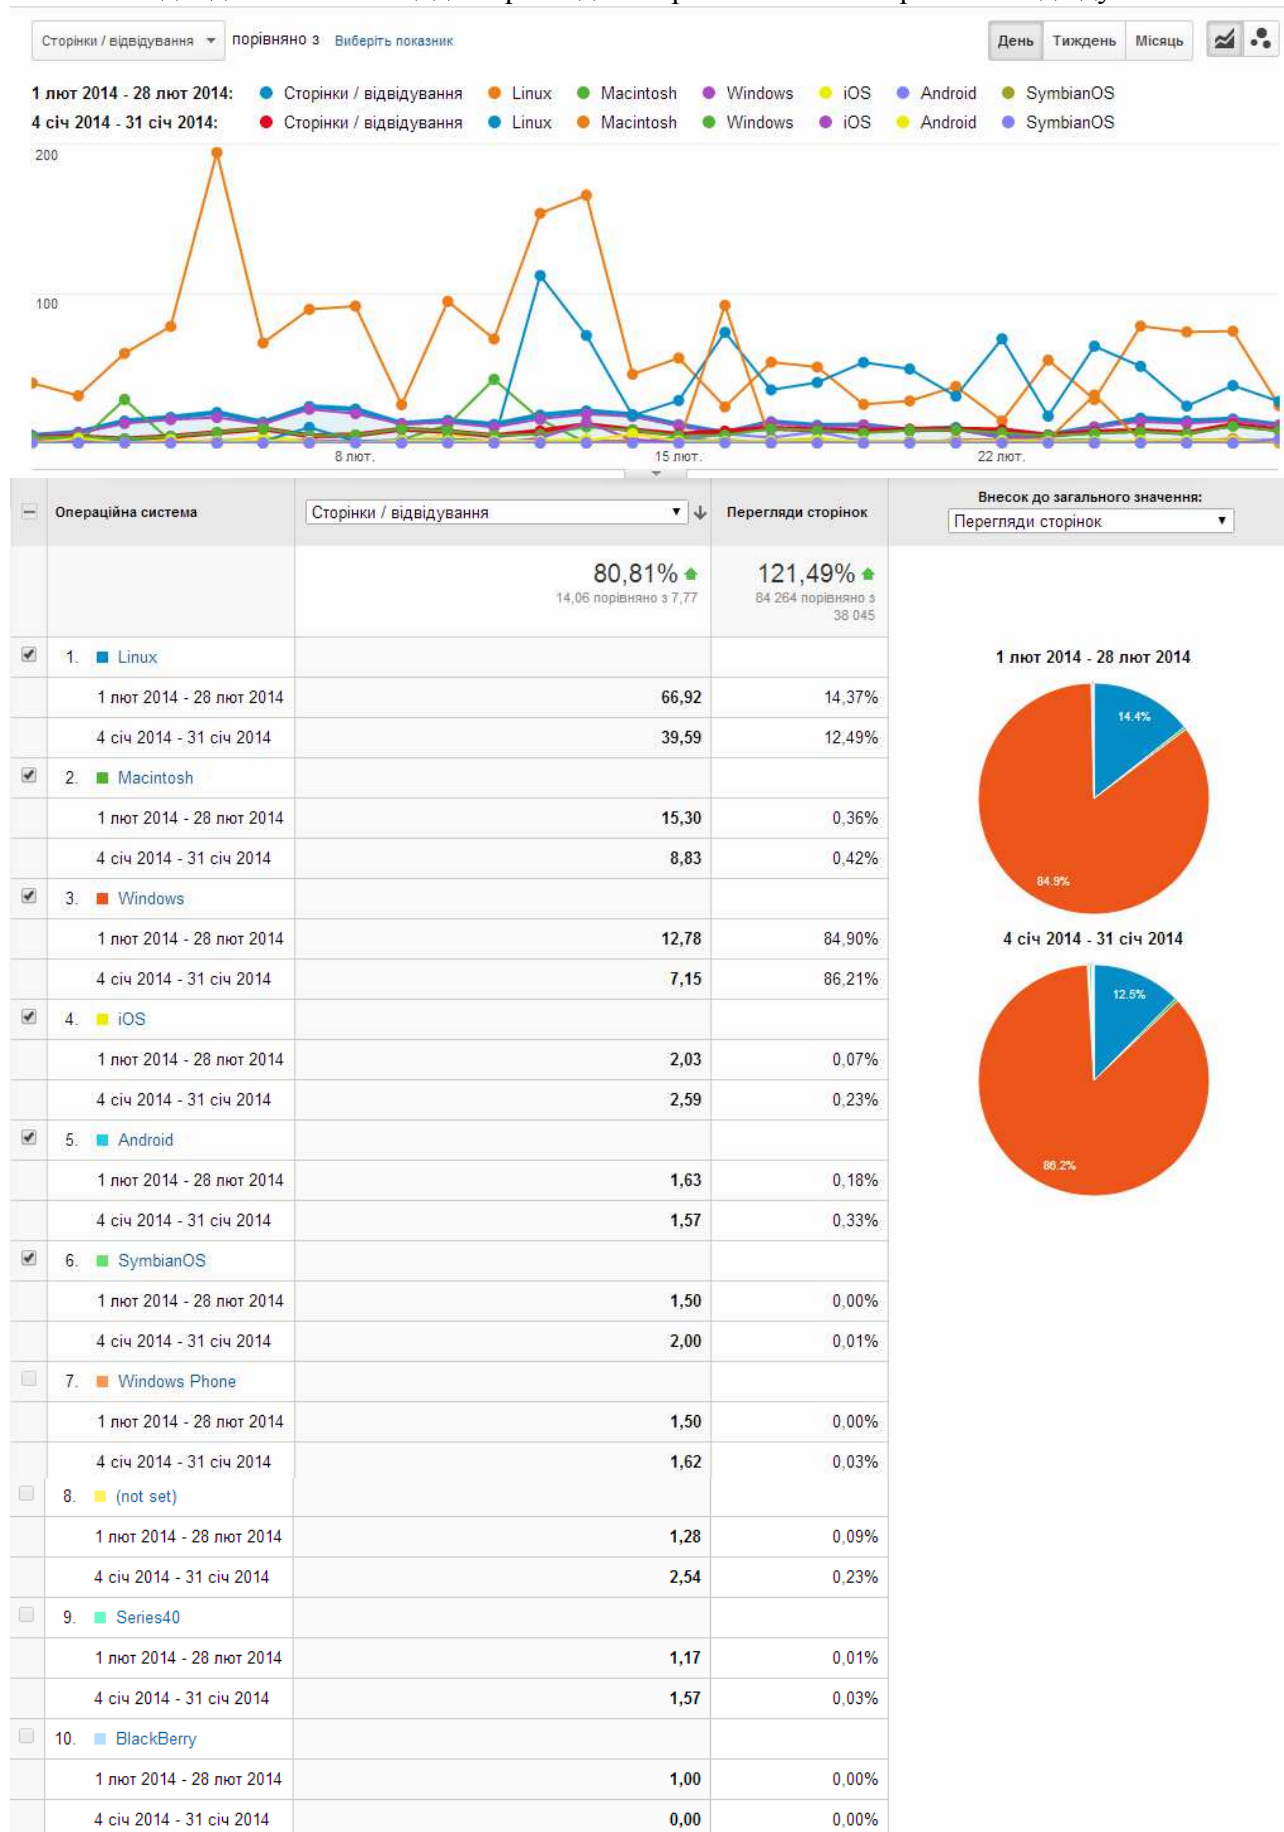 Сторінки / відвідування порівняно з Виберіть показник День Тиждень Місяць
1 лют 2014 - 28 лют 2014: Сторінки / відвідування Linux Macintosh Windows iOS Android SymbianOS
4 січ 2014 - 31 січ 2014: Сторінки / відвідування Linux Macintosh Windows iOS Android SymbianOS
200
100
8 лют. 15 лют. 22 лют.
Операційна система Сторінки / відвідування Перегляди сторінок Внесок до загального значення:
Перегляди сторінок
80,81% 121,49%
14,06 порівняно з 7,77 84 264 порівняно з
38 045
1. Linux
1 лют 2014 - 28 лют 2014 66,92 14,37%
4 січ 2014 - 31 січ 2014 39,59 12,49%
2. Macintosh
1 лют 2014 - 28 лют 2014 15,30 0,36%
4 січ 2014 - 31 січ 2014 8,83 0,42%
3. Windows
1 лют 2014 - 28 лют 2014 12,78 84,90%
4 січ 2014 - 31 січ 2014 7,15 86,21%
4. iOS
1 лют 2014 - 28 лют 2014 2,03 0,07%
4 січ 2014 - 31 січ 2014 2,59 0,23%
5. Android
1 лют 2014 - 28 лют 2014 1,63 0,18%
4 січ 2014 - 31 січ 2014 1,57 0,33%
6. SymbianOS
1 лют 2014 - 28 лют 2014 1,50 0,00%
4 січ 2014 - 31 січ 2014 2,00 0,01%
7. Windows Phone
1 лют 2014 - 28 лют 2014 1,50 0,00%
4 січ 2014 - 31 січ 2014 1,62 0,03%
8. (not set)
1 лют 2014 - 28 лют 2014 1,28 0,09%
4 січ 2014 - 31 січ 2014 2,54 0,23%
9. Series40
1 лют 2014 - 28 лют 2014 1,17 0,01%
4 січ 2014 - 31 січ 2014 1,57 0,03%
10. BlackBerry
1 лют 2014 - 28 лют 2014 1,00 0,00%
4 січ 2014 - 31 січ 2014 0,00 0,00%
1 лют 2014 - 28 лют 2014
14.4%
84.9%
4 січ 2014 - 31 січ 2014
12.5%
86.2%